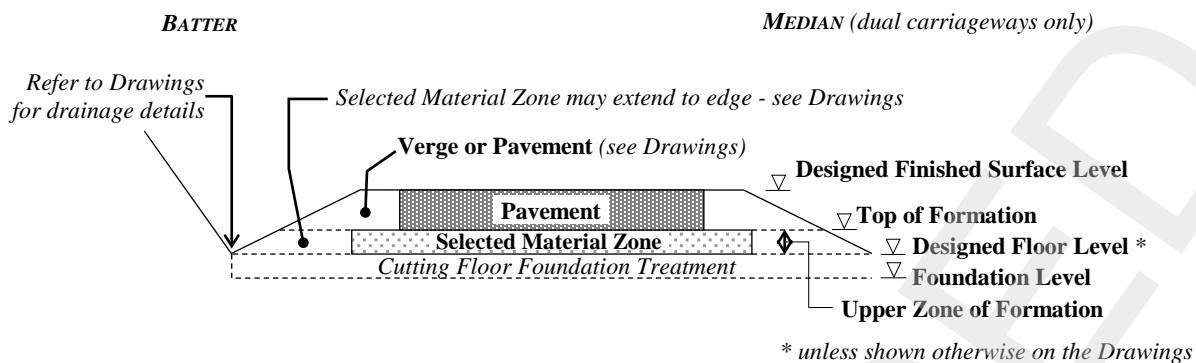 BATTER
MEDIAN (dual carriageways only)
Refer to Drawings
for drainage details
Selected Material Zone may extend to edge - see Drawings
Verge or Pavement (see Drawings)
Designed Finished Surface Level
Pavement
Top of Formation
Selected Material Zone
Designed Floor Level *
Cutting Floor Foundation Treatment
Foundation Level
Upper Zone of Formation
* unless shown otherwise on the Drawings
ED